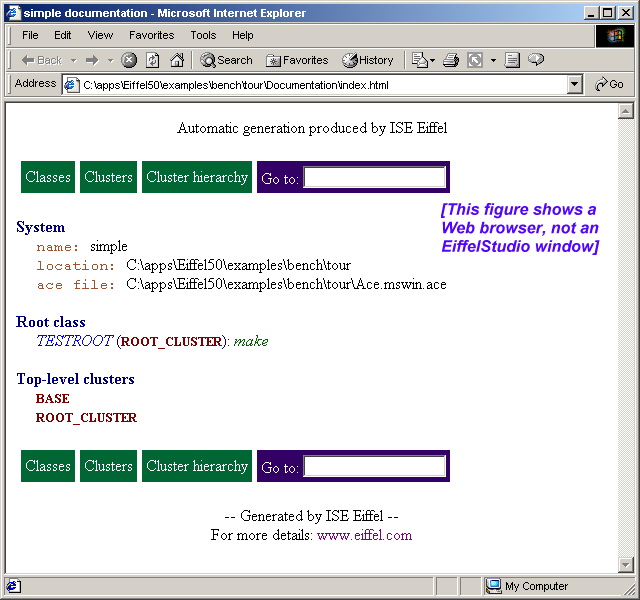 simple documentation - Microsoft Internet Explorer
File Edit View Favorites Tools Help
Back Search Favorites History
Address C:\apps\Eiffel50\examples\bench\tour\Documentation\index.html Go
Automatic generation produced by ISE Eiffel
Classes Clusters Cluster hierarchy Go to:
[This figure shows a
Web browser, not an
EiffelStudio window]
System
name: simple
location: C:\apps\Eiffel50\examples\bench\tour
ace file: C:\apps\Eiffel50\examples\bench\tour\Ace.mswin.ace
Root class
TESTROOT (ROOT_CLUSTER): make
Top-level clusters
BASE
ROOT_CLUSTER
Classes Clusters Cluster hierarchy Go to:
-- Generated by ISE Eiffel --
For more details: www.eiffel.com
My Computer